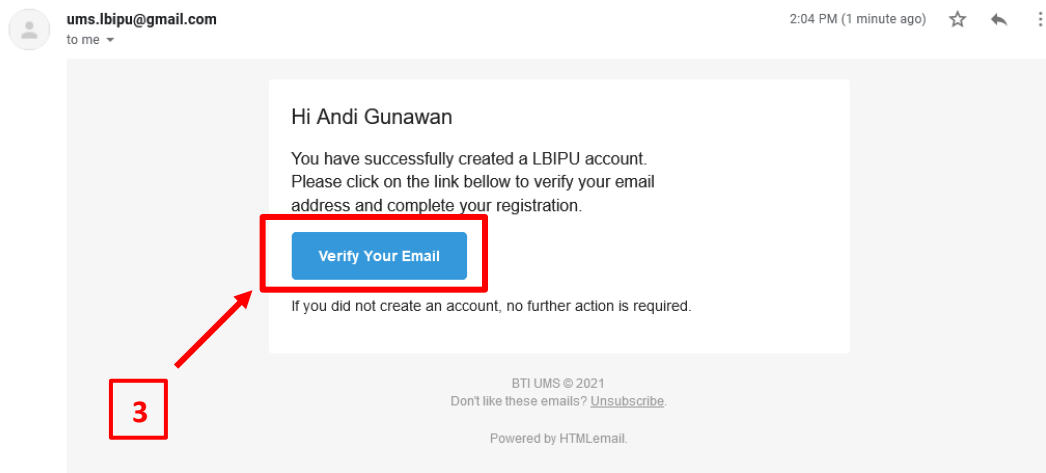 ums.lbipu@gmail.com
2:04 PM (1 minute ago)
to me
Hi Andi Gunawan
You have successfully created a LBIPU account.
Please click on the link bellow to verify your email
address and complete your registration.
Verify Your Email
If you did not create an account, no further action is required.
3
BTI UMS © 2021
Don't like these emails? Unsubscribe.
Powered by HTMLemail.